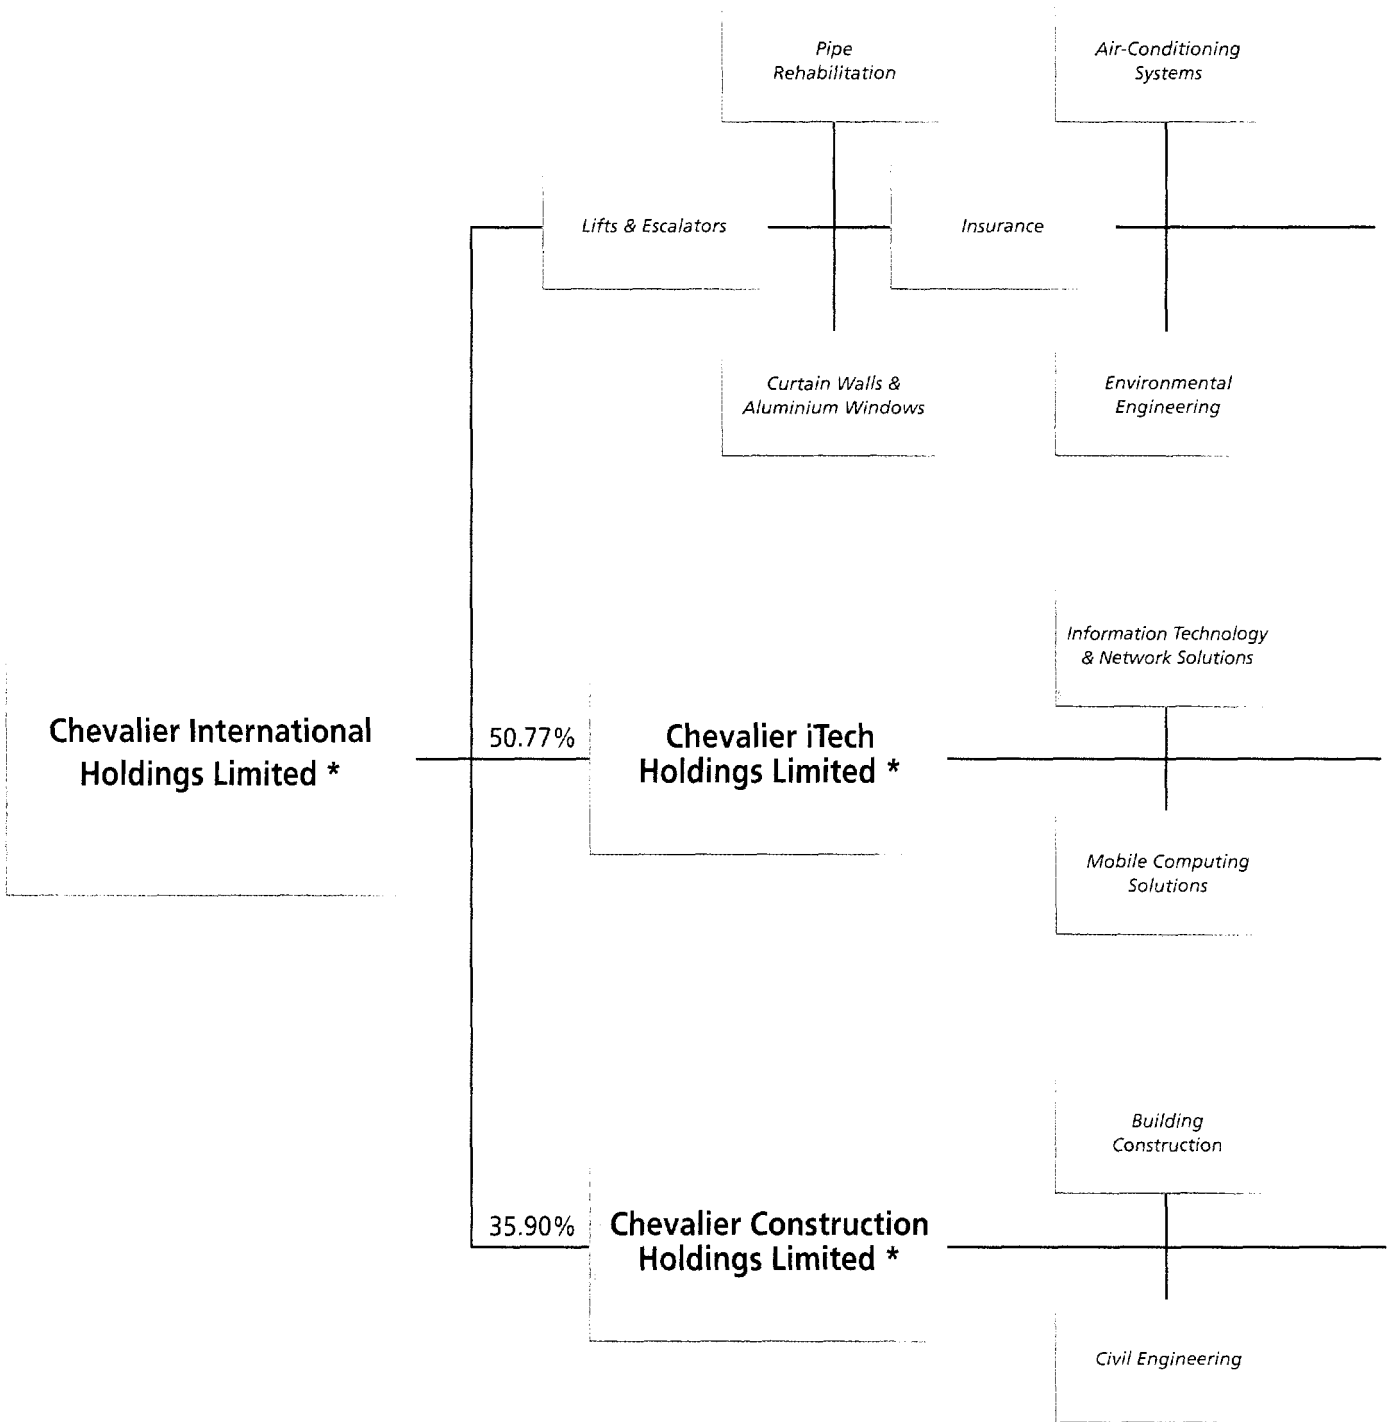 Pipe
Rehabilitation
Air-Conditioning
Systems
Lifts & Escalators
Insurance
Curtain Walls &
Aluminium Windows
Environmental
Engineering
Information Technology
& Network Solutions
Chevalier International
Holdings Limited *
50.77%
Chevalier iTech
Holdings Limited *
Mobile Computing
Solutions
Building
Construction
35.90%
Chevalier Construction
Holdings Limited *
Civil Engineering